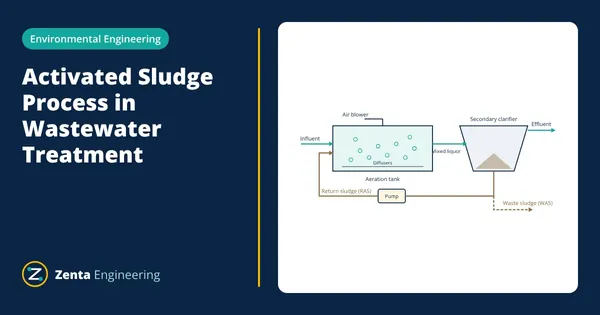 Environmental Engineering
Activated Sludge
Process in
Wastewater
Treatment
Zenta Engineering
Air blower
Secondary clarifier
Influent
Effluent
Mixed liquor
Diffusers
Aeration tank
Return sludge (RAS)
Pump
Waste sludge (WAS)